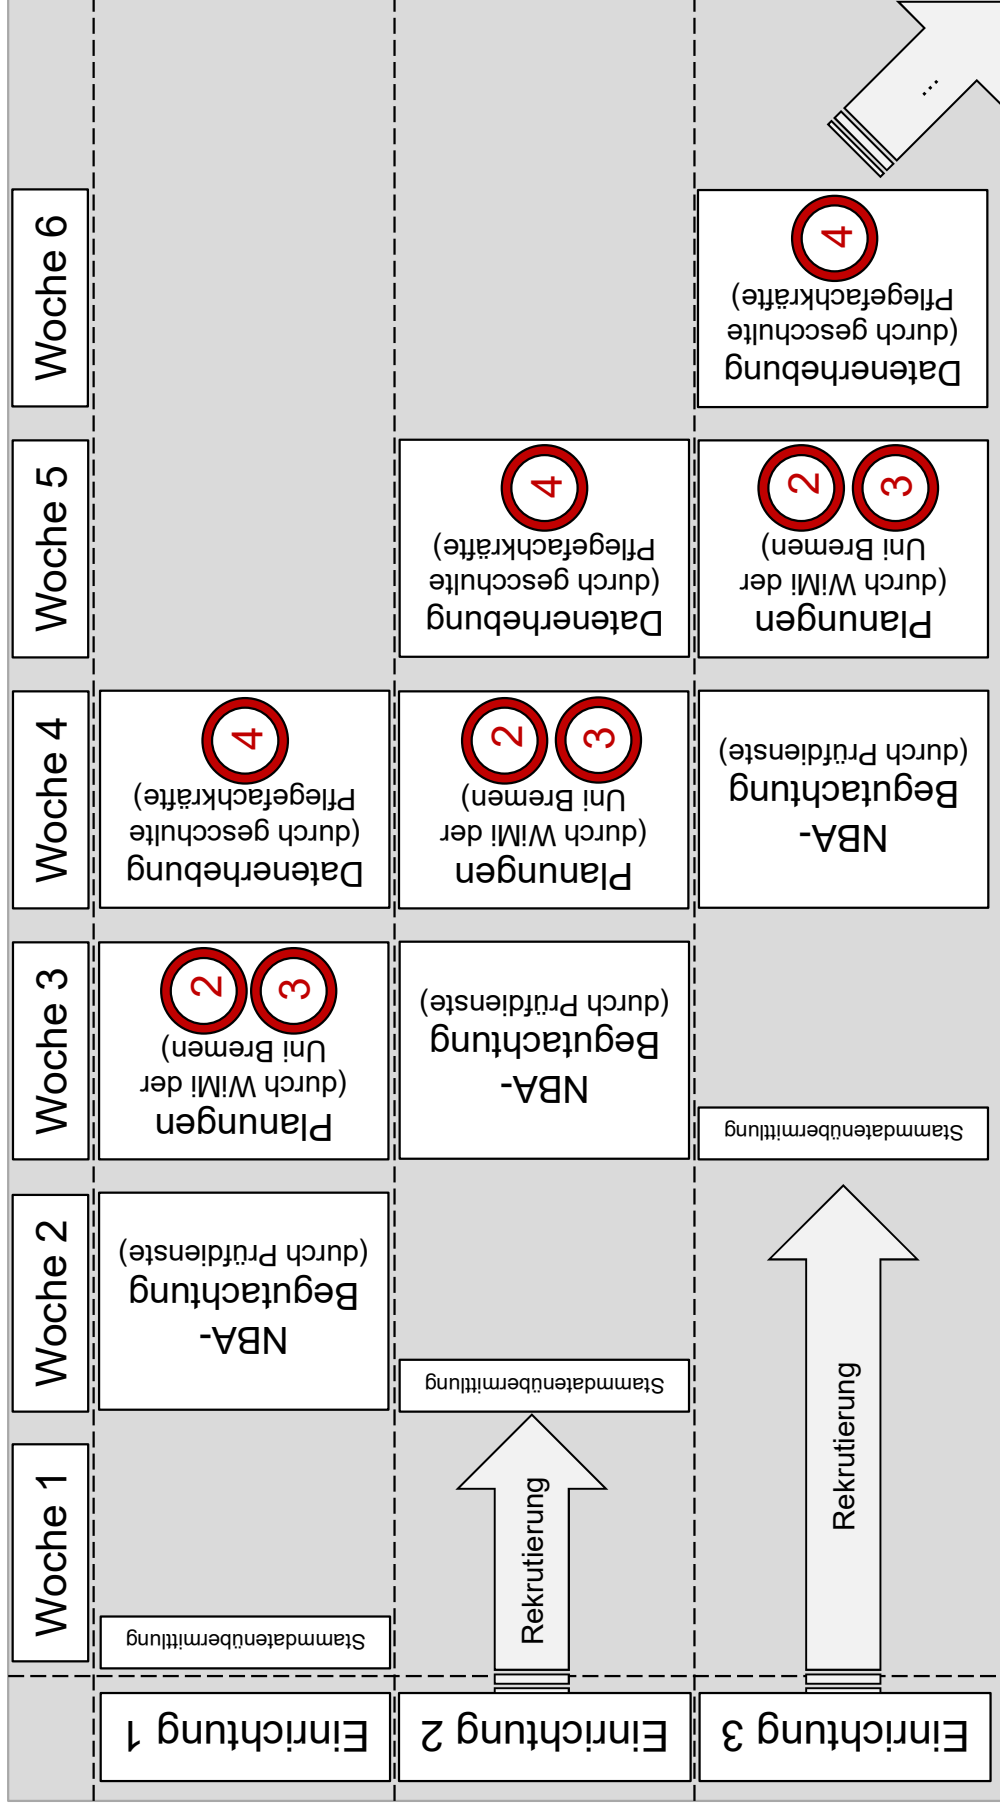 Woche 1
Woche 2
Woche 3
Woche 4
Woche 5
Woche 6
Einrichtung 1
Stammdatenübermittlung
NBA-
Begutachtung
(durch Prüfdienste)
Planungen
(durch WiMi der
Uni Bremen)
2 3
Datenerhebung
(durch gescchulte
Pflegefachkräfte)
4
Einrichtung 2
Rekrutierung
Stammdatenübermittlung
NBA-
Begutachtung
(durch Prüfdienste)
Planungen
(durch WiMi der
Uni Bremen)
2 3
Datenerhebung
(durch gescchulte
Pflegefachkräfte)
4
Einrichtung 3
Rekrutierung
Stammdatenübermittlung
NBA-
Begutachtung
(durch Prüfdienste)
Planungen
(durch WiMi der
Uni Bremen)
2 3
Datenerhebung
(durch gescchulte
Pflegefachkräfte)
4
...